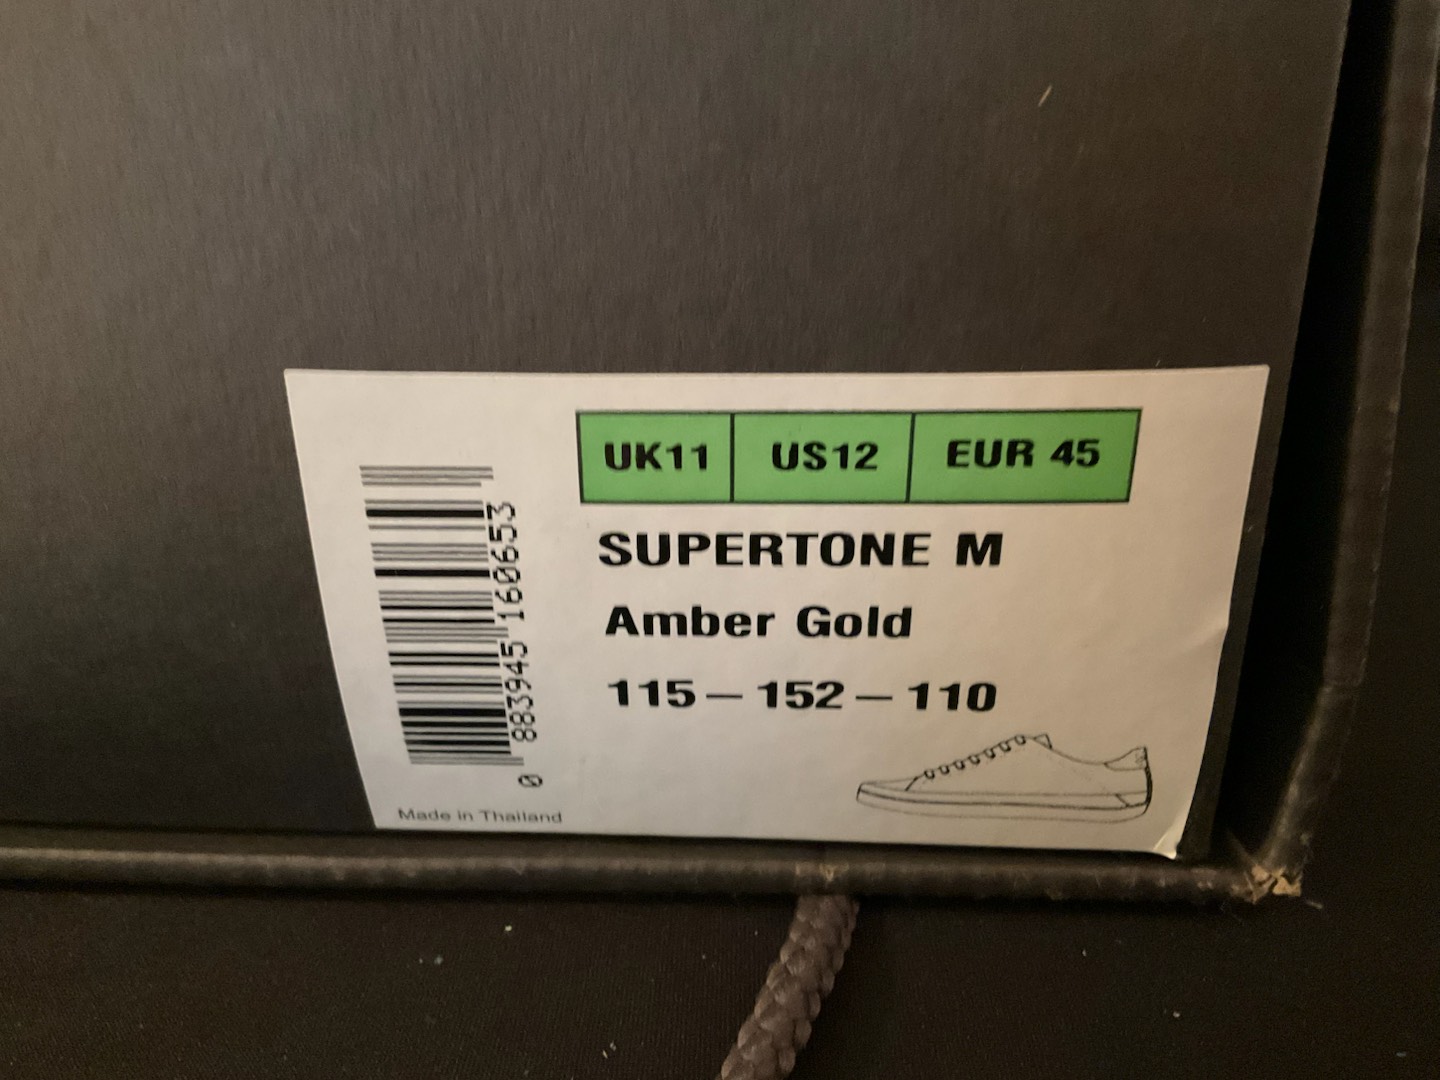 UK11 US12 EUR 45
SUPERTONE M
Amber Gold
115-152-110
0 883945 160653
Made in Thailand